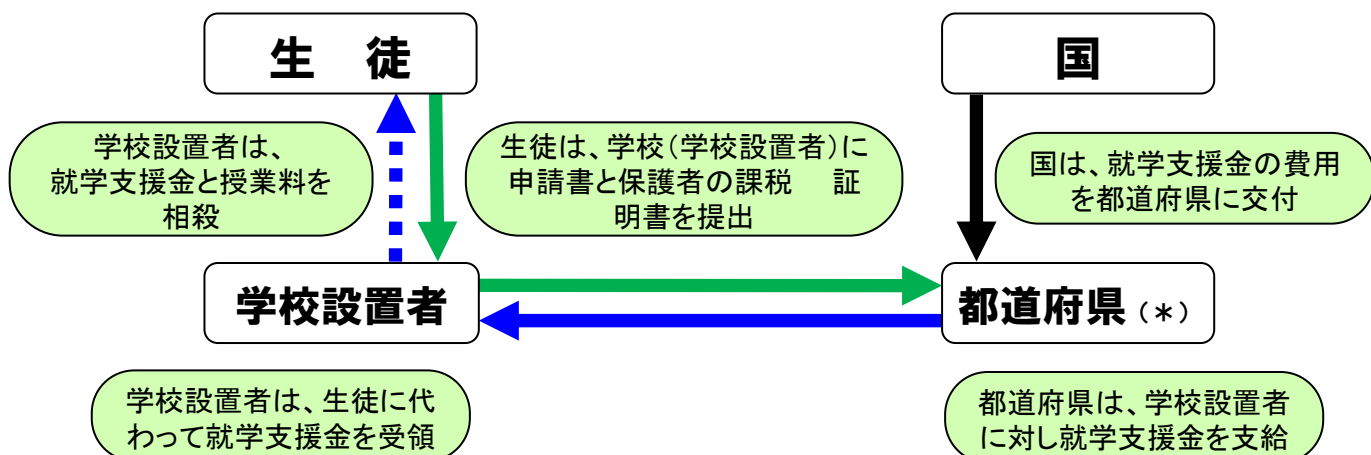 生　徒
国
学校設置者は、
就学支援金と授業料を
相殺
生徒は、学校（学校設置者）に
申請書と保護者の課税　証
明書を提出
国は、就学支援金の費用
を都道府県に交付
学校設置者
都道府県（＊）
学校設置者は、生徒に代
わって就学支援金を受領
都道府県は、学校設置者
に対し就学支援金を支給